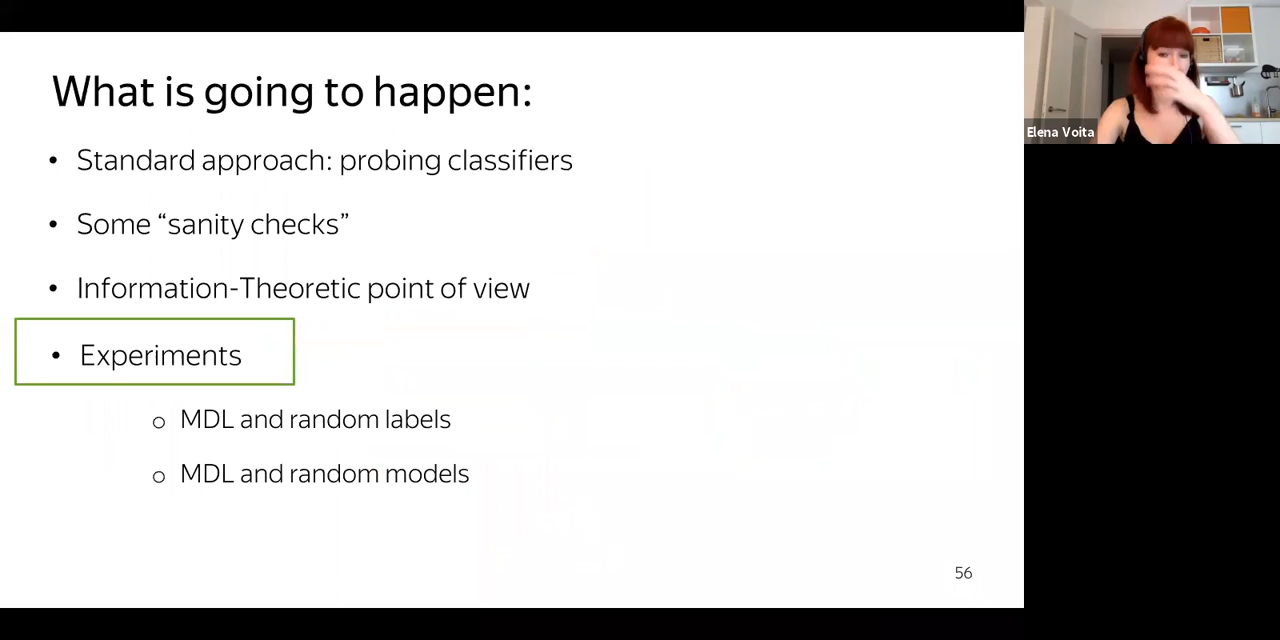 What is going to happen:
• Standard approach: probing classifiers
• Some “sanity checks”
• Information-Theoretic point of view
• Experiments
o MDL and random labels
o MDL and random models
56
Elena Voita